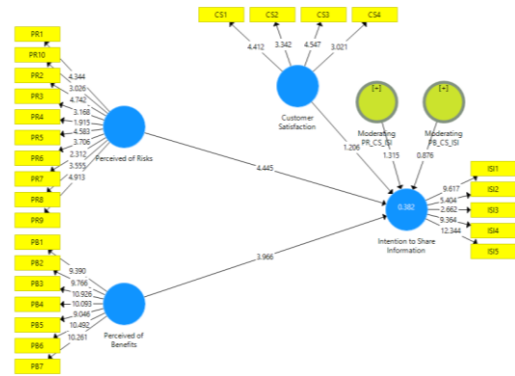 CS1
CS2
CS3
CS4
4.412
3.342
4.547
3.021
Customer
Satisfaction
[+]
Moderating
PR_CS_ISI
[+]
Moderating
PB_CS_ISI
1.206
1.315
0.876
PR1
PR10
PR2
PR3
PR4
PR5
PR6
PR7
PR8
PR9
4.344
3.026
4.742
3.168
1.915
4.583
3.706
2.312
3.555
4.913
Perceived of Risks
4.445
0.382
Intention to Share
Information
9.617
5.404
2.662
9.364
12.344
ISI1
ISI2
ISI3
ISI4
ISI5
PB1
PB2
PB3
PB4
PB5
PB6
PB7
9.390
9.766
10.926
10.093
9.046
10.492
10.261
Perceived of
Benefits
3.966